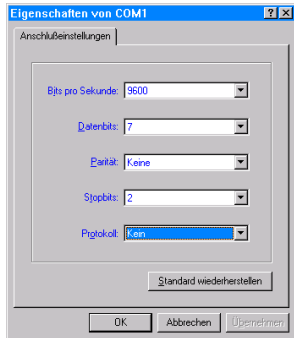 Eigenschaften von COM1
Anschlußeinstellungen
Bits pro Sekunde: 9600
Datenbits: 7
Parität: Keine
Stopbits: 2
Protokoll: Kein
Standard wiederherstellen
OK Abbrechen Übernehmen